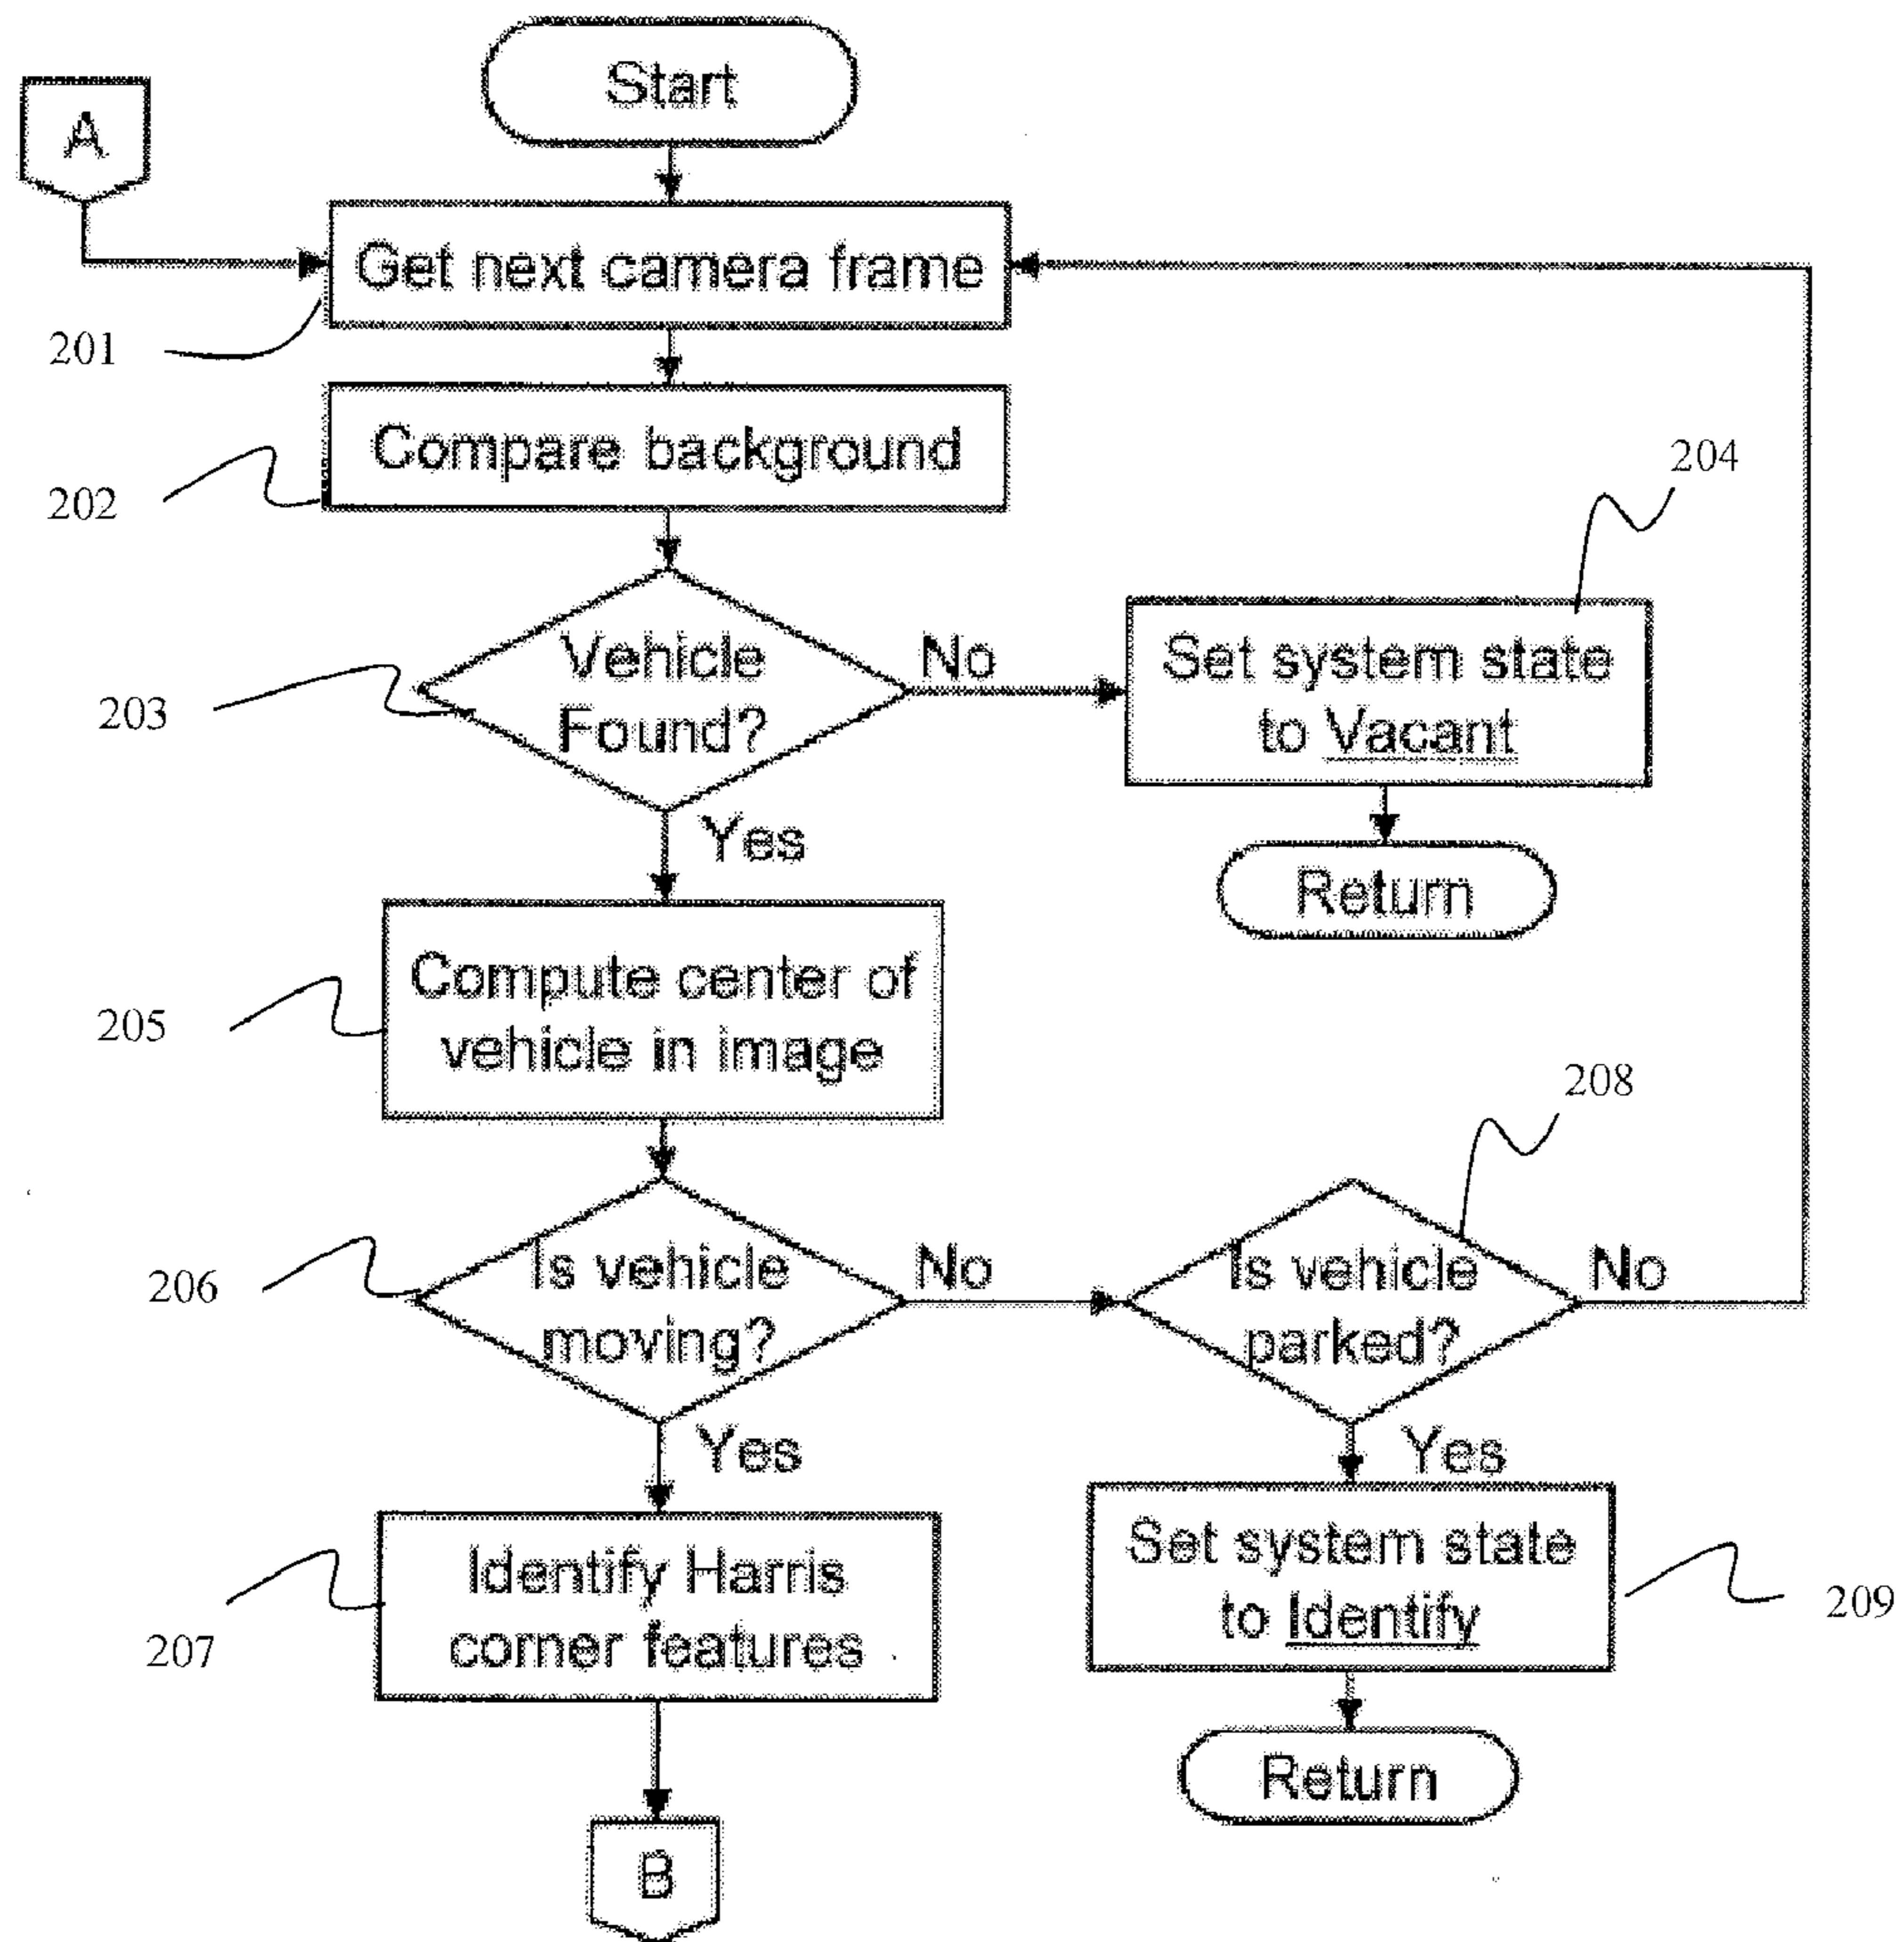 Start
A
Get next camera frame
201
Compare background
202
204
Vehicle
Found?
No
203
Set system state
to Vacant
Yes
Return
Compute center of
vehicle in image
205
208
Is vehicle
moving?
No
206
Is vehicle
parked?
No
Yes
Yes
Identify Harris
corner features
207
Set system state
to Identify
209
Return
B